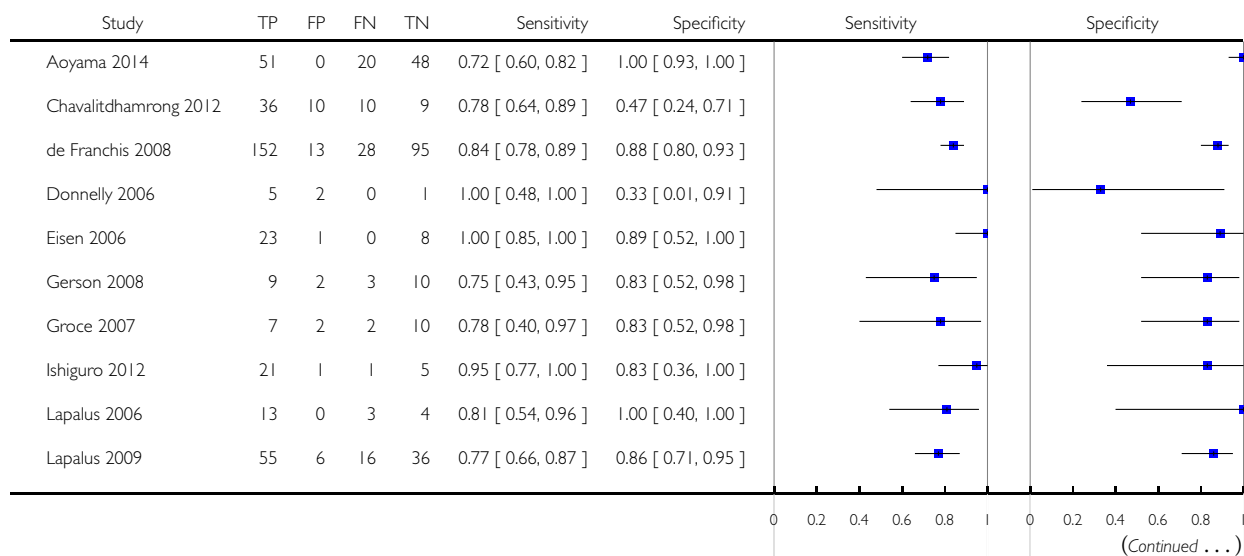 Study TP FP FN TN Sensitivity Specificity Sensitivity Specificity
Aoyama 2014 51 0 20 48 0.72 [ 0.60, 0.82 ] 1.00 [ 0.93, 1.00 ]
Chavalitdhamrong 2012 36 10 10 9 0.78 [ 0.64, 0.89 ] 0.47 [ 0.24, 0.71 ]
de Franchis 2008 152 13 28 95 0.84 [ 0.78, 0.89 ] 0.88 [ 0.80, 0.93 ]
Donnelly 2006 5 2 0 1 1.00 [ 0.48, 1.00 ] 0.33 [ 0.01, 0.91 ]
Eisen 2006 23 1 0 8 1.00 [ 0.85, 1.00 ] 0.89 [ 0.52, 1.00 ]
Gerson 2008 9 2 3 10 0.75 [ 0.43, 0.95 ] 0.83 [ 0.52, 0.98 ]
Groce 2007 7 2 2 10 0.78 [ 0.40, 0.97 ] 0.83 [ 0.52, 0.98 ]
Ishiguro 2012 21 1 1 5 0.95 [ 0.77, 1.00 ] 0.83 [ 0.36, 1.00 ]
Lapalus 2006 13 0 3 4 0.81 [ 0.54, 0.96 ] 1.00 [ 0.40, 1.00 ]
Lapalus 2009 55 6 16 36 0.77 [ 0.66, 0.87 ] 0.86 [ 0.71, 0.95 ]
0 0.2 0.4 0.6 0.8 1 0 0.2 0.4 0.6 0.8 1
(Continued . . . )